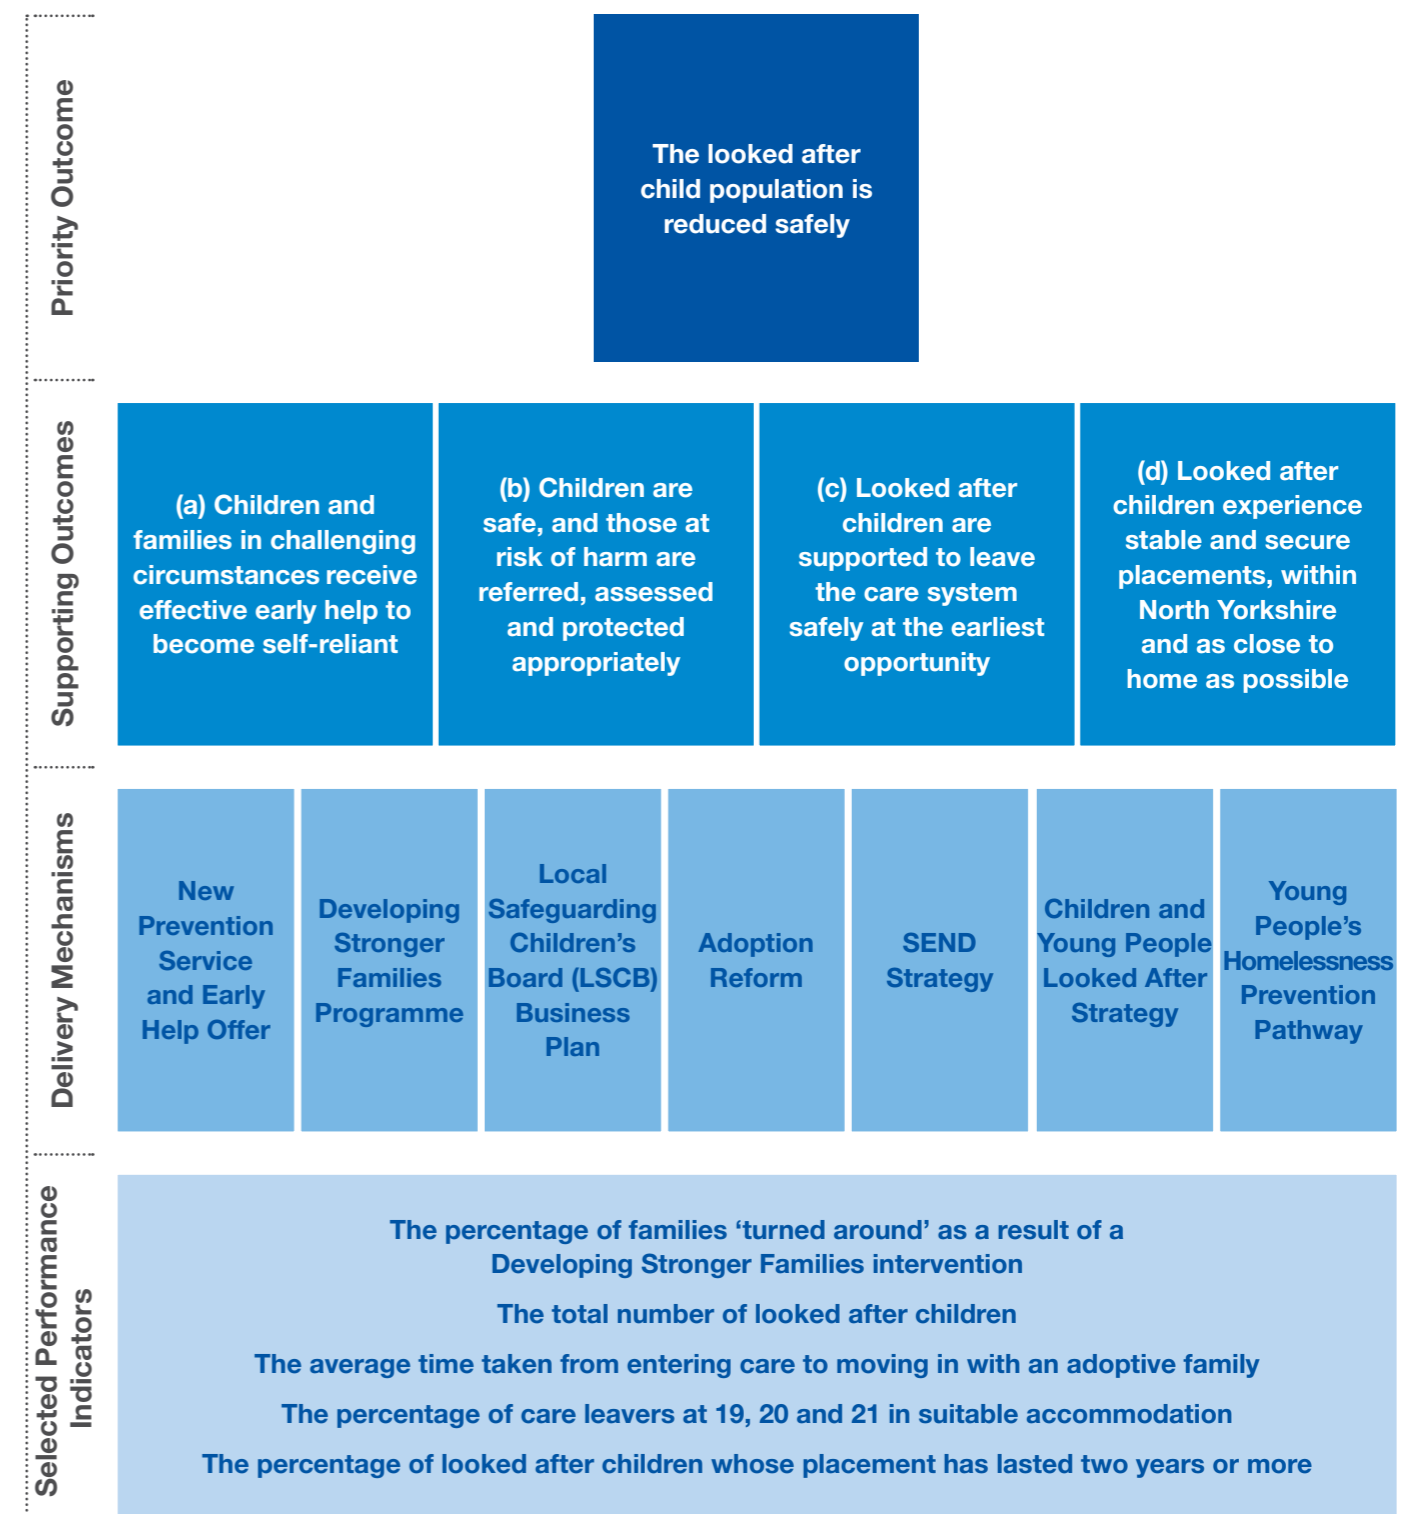 Priority Outcome
The looked after
child population is
reduced safely
Supporting Outcomes
(a) Children and
families in challenging
circumstances receive
effective early help to
become self-reliant
(b) Children are
safe, and those at
risk of harm are
referred, assessed
and protected
appropriately
(c) Looked after
children are
supported to leave
the care system
safely at the earliest
opportunity
(d) Looked after
children experience
stable and secure
placements, within
North Yorkshire
and as close to
home as possible
Delivery Mechanisms
New
Prevention
Service
and Early
Help Offer
Developing
Stronger
Families
Programme
Local
Safeguarding
Children’s
Board (LSCB)
Business
Plan
Adoption
Reform
SEND
Strategy
Children and
Young People
Looked After
Strategy
Young
People’s
Homelessness
Prevention
Pathway
Selected Performance
Indicators
The percentage of families ‘turned around’ as a result of a
Developing Stronger Families intervention
The total number of looked after children
The average time taken from entering care to moving in with an adoptive family
The percentage of care leavers at 19, 20 and 21 in suitable accommodation
The percentage of looked after children whose placement has lasted two years or more